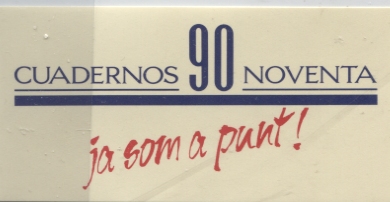 CUADERNOS 90 NOVENTA
ja som a punt!